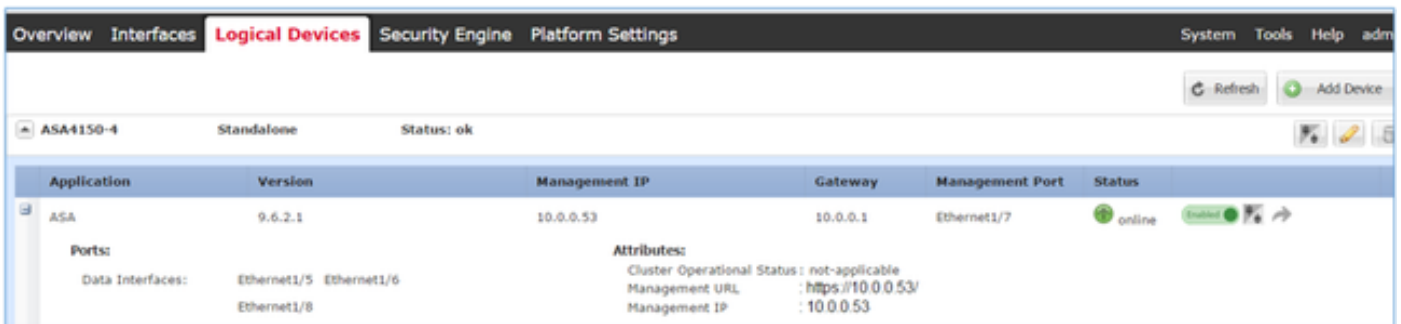 Overview Interfaces Logical Devices Security Engine Platform Settings System Tools Help adm
Refresh Add Device
ASA4150-4 Standalone Status: ok
Application Version Management IP Gateway Management Port Status
ASA 9.6.2.1 10.0.0.53 10.0.0.1 Ethernet1/7 online Enabled
Ports: Attributes:
Data Interfaces: Ethernet1/5 Ethernet1/6 Cluster Operational Status : not-applicable
Management URL : https://10.0.0.53/
Ethernet1/8 Management IP : 10.0.0.53